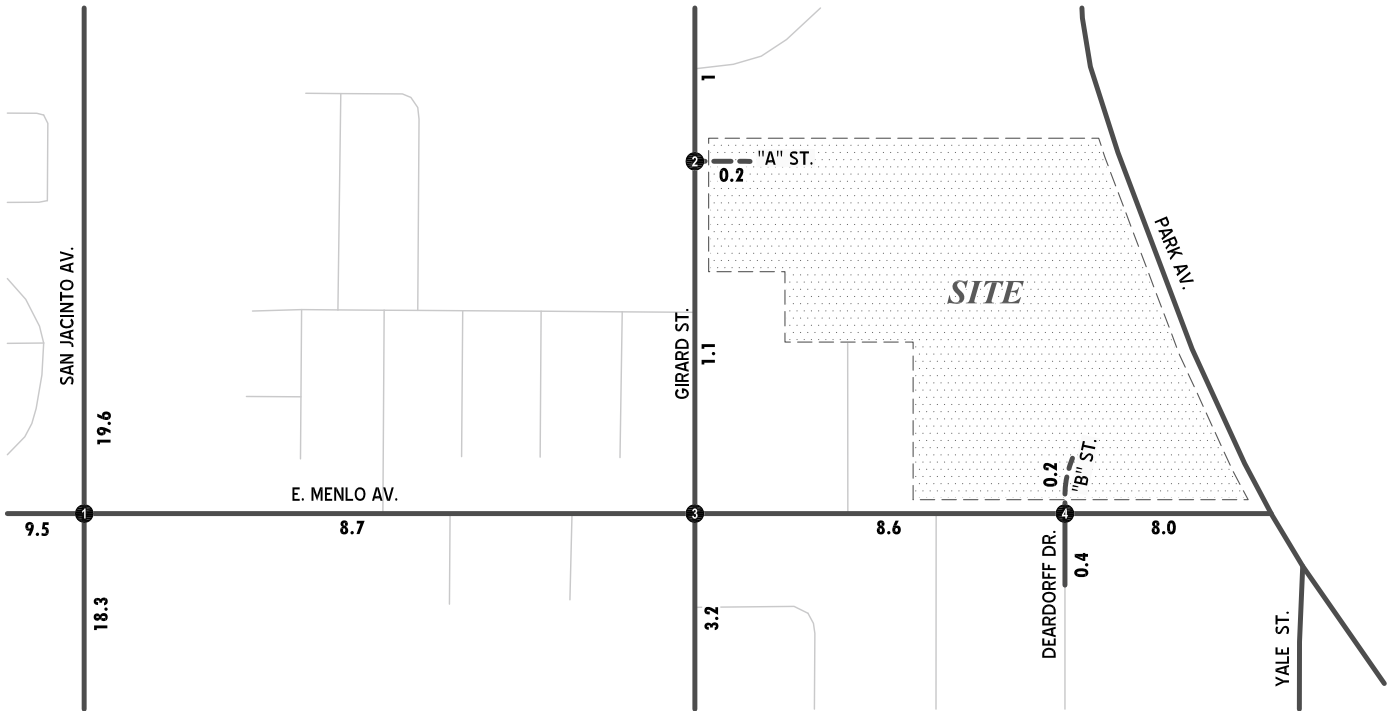 1
2
"A" ST.
0.2
SAN JACINTO AV.
PARK AV.
SITE
GIRARD ST.
1.1
19.6
0.2
"B" ST.
E. MENLO AV.
1
3
4
9.5
8.7
8.6
8.0
DEARDORFF DR.
0.4
18.3
3.2
YALE ST.